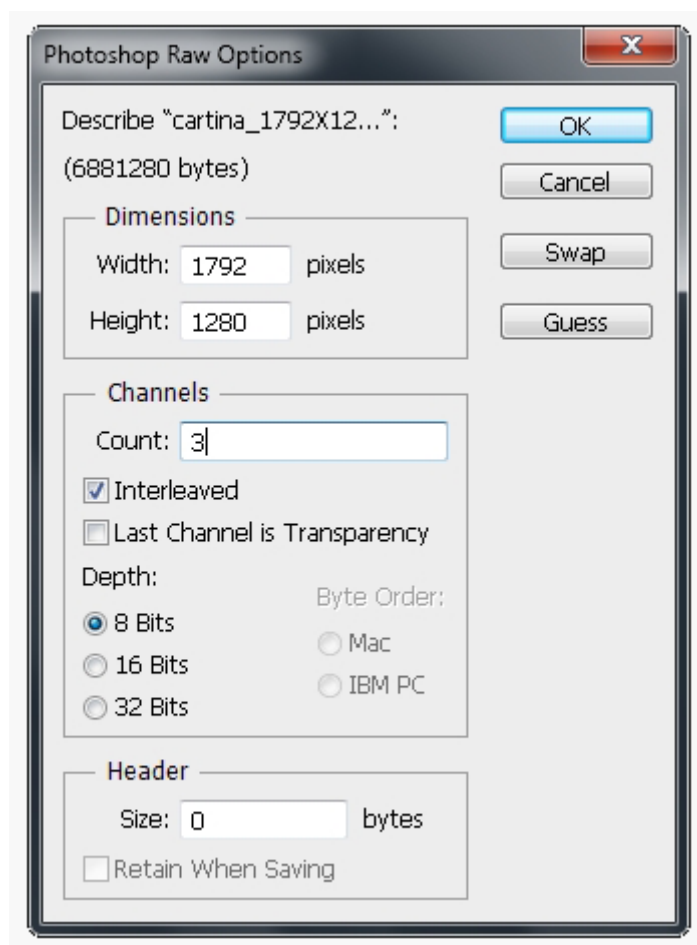 Photoshop Raw Options
x
Describe “cartina_1792X12...”:
(6881280 bytes)
OK
Cancel
Swap
Guess
Dimensions
Width: 1792 pixels
Height: 1280 pixels
Channels
Count: 3
Interleaved
Last Channel is Transparency
Depth:
8 Bits
16 Bits
32 Bits
Byte Order:
Mac
IBM PC
Header
Size: 0 bytes
Retain When Saving